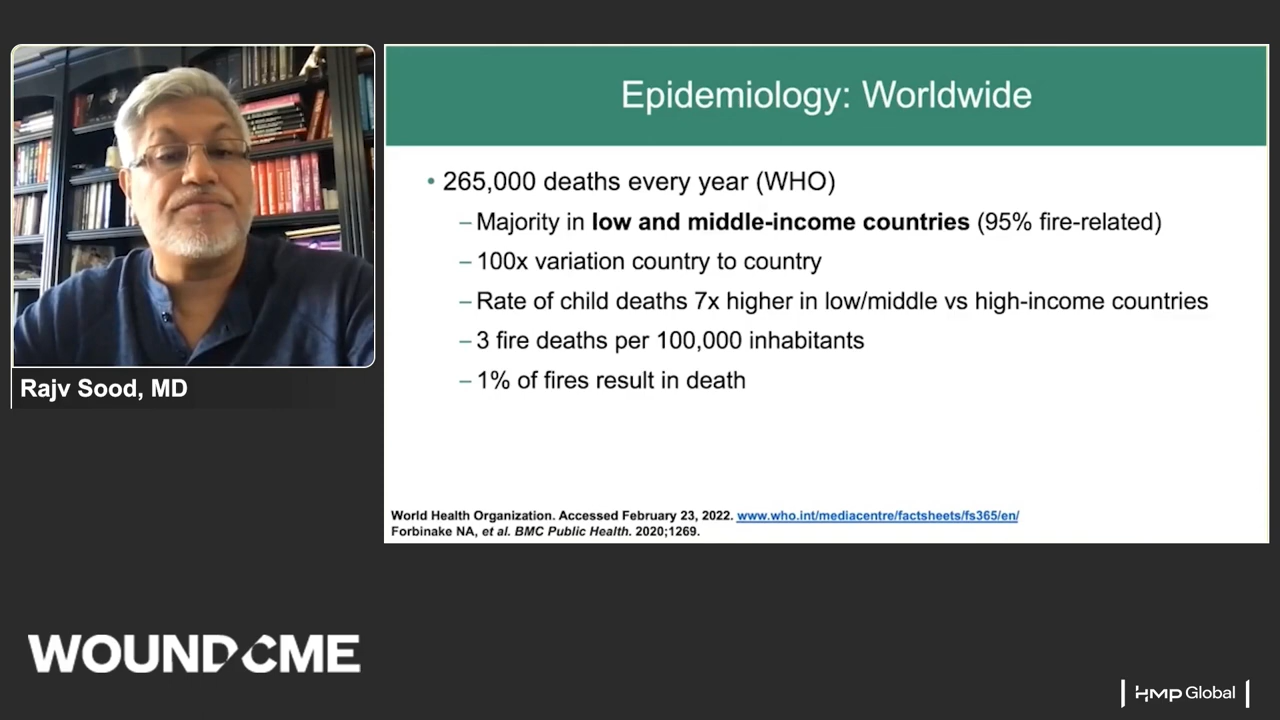 Epidemiology: Worldwide
• 265,000 deaths every year (WHO)
– Majority in low and middle-income countries (95% fire-related)
– 100x variation country to country
– Rate of child deaths 7x higher in low/middle vs high-income countries
– 3 fire deaths per 100,000 inhabitants
– 1% of fires result in death
World Health Organization. Accessed February 23, 2022. www.who.int/mediacentre/factsheets/fs365/en/
Forbinake NA, et al. BMC Public Health. 2020;1269.
Rajv Sood, MD
WOUNDCME
HMP Global